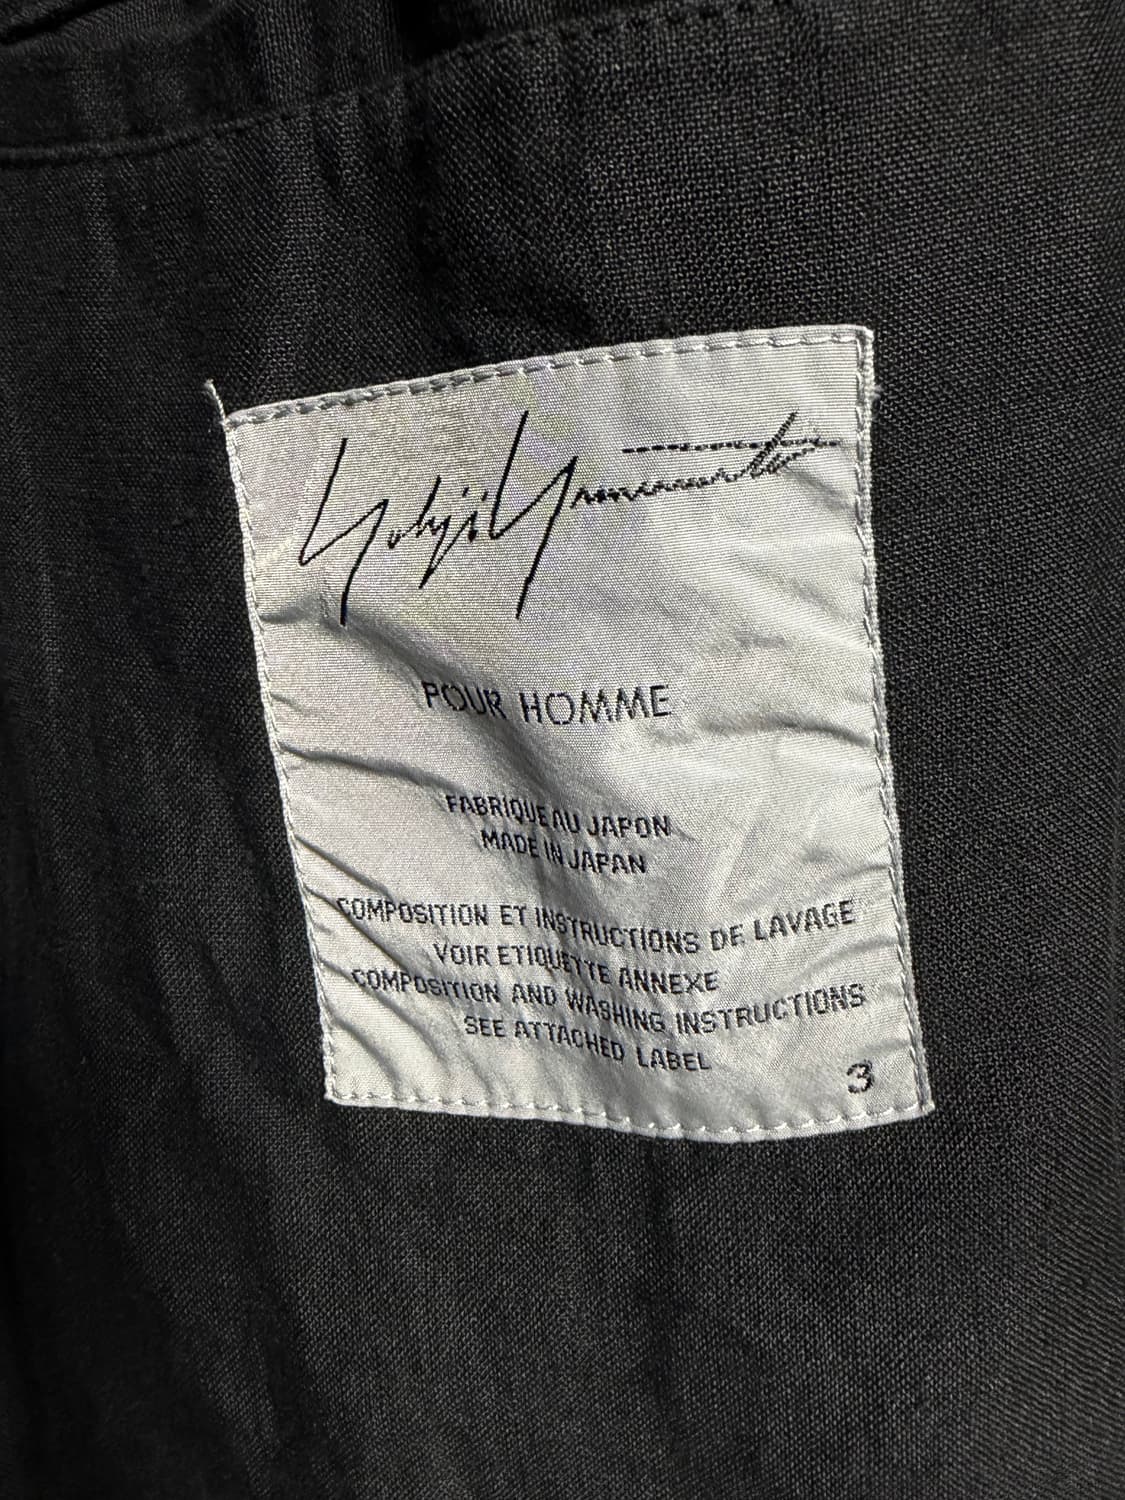 Yohji Yamamoto
POUR HOMME
FABRIQUE AU JAPON
MADE IN JAPAN
COMPOSITION ET INSTRUCTIONS DE LAVAGE
VOIR ETIQUETTE ANNEXE
COMPOSITION AND WASHING INSTRUCTIONS
SEE ATTACHED LABEL
3